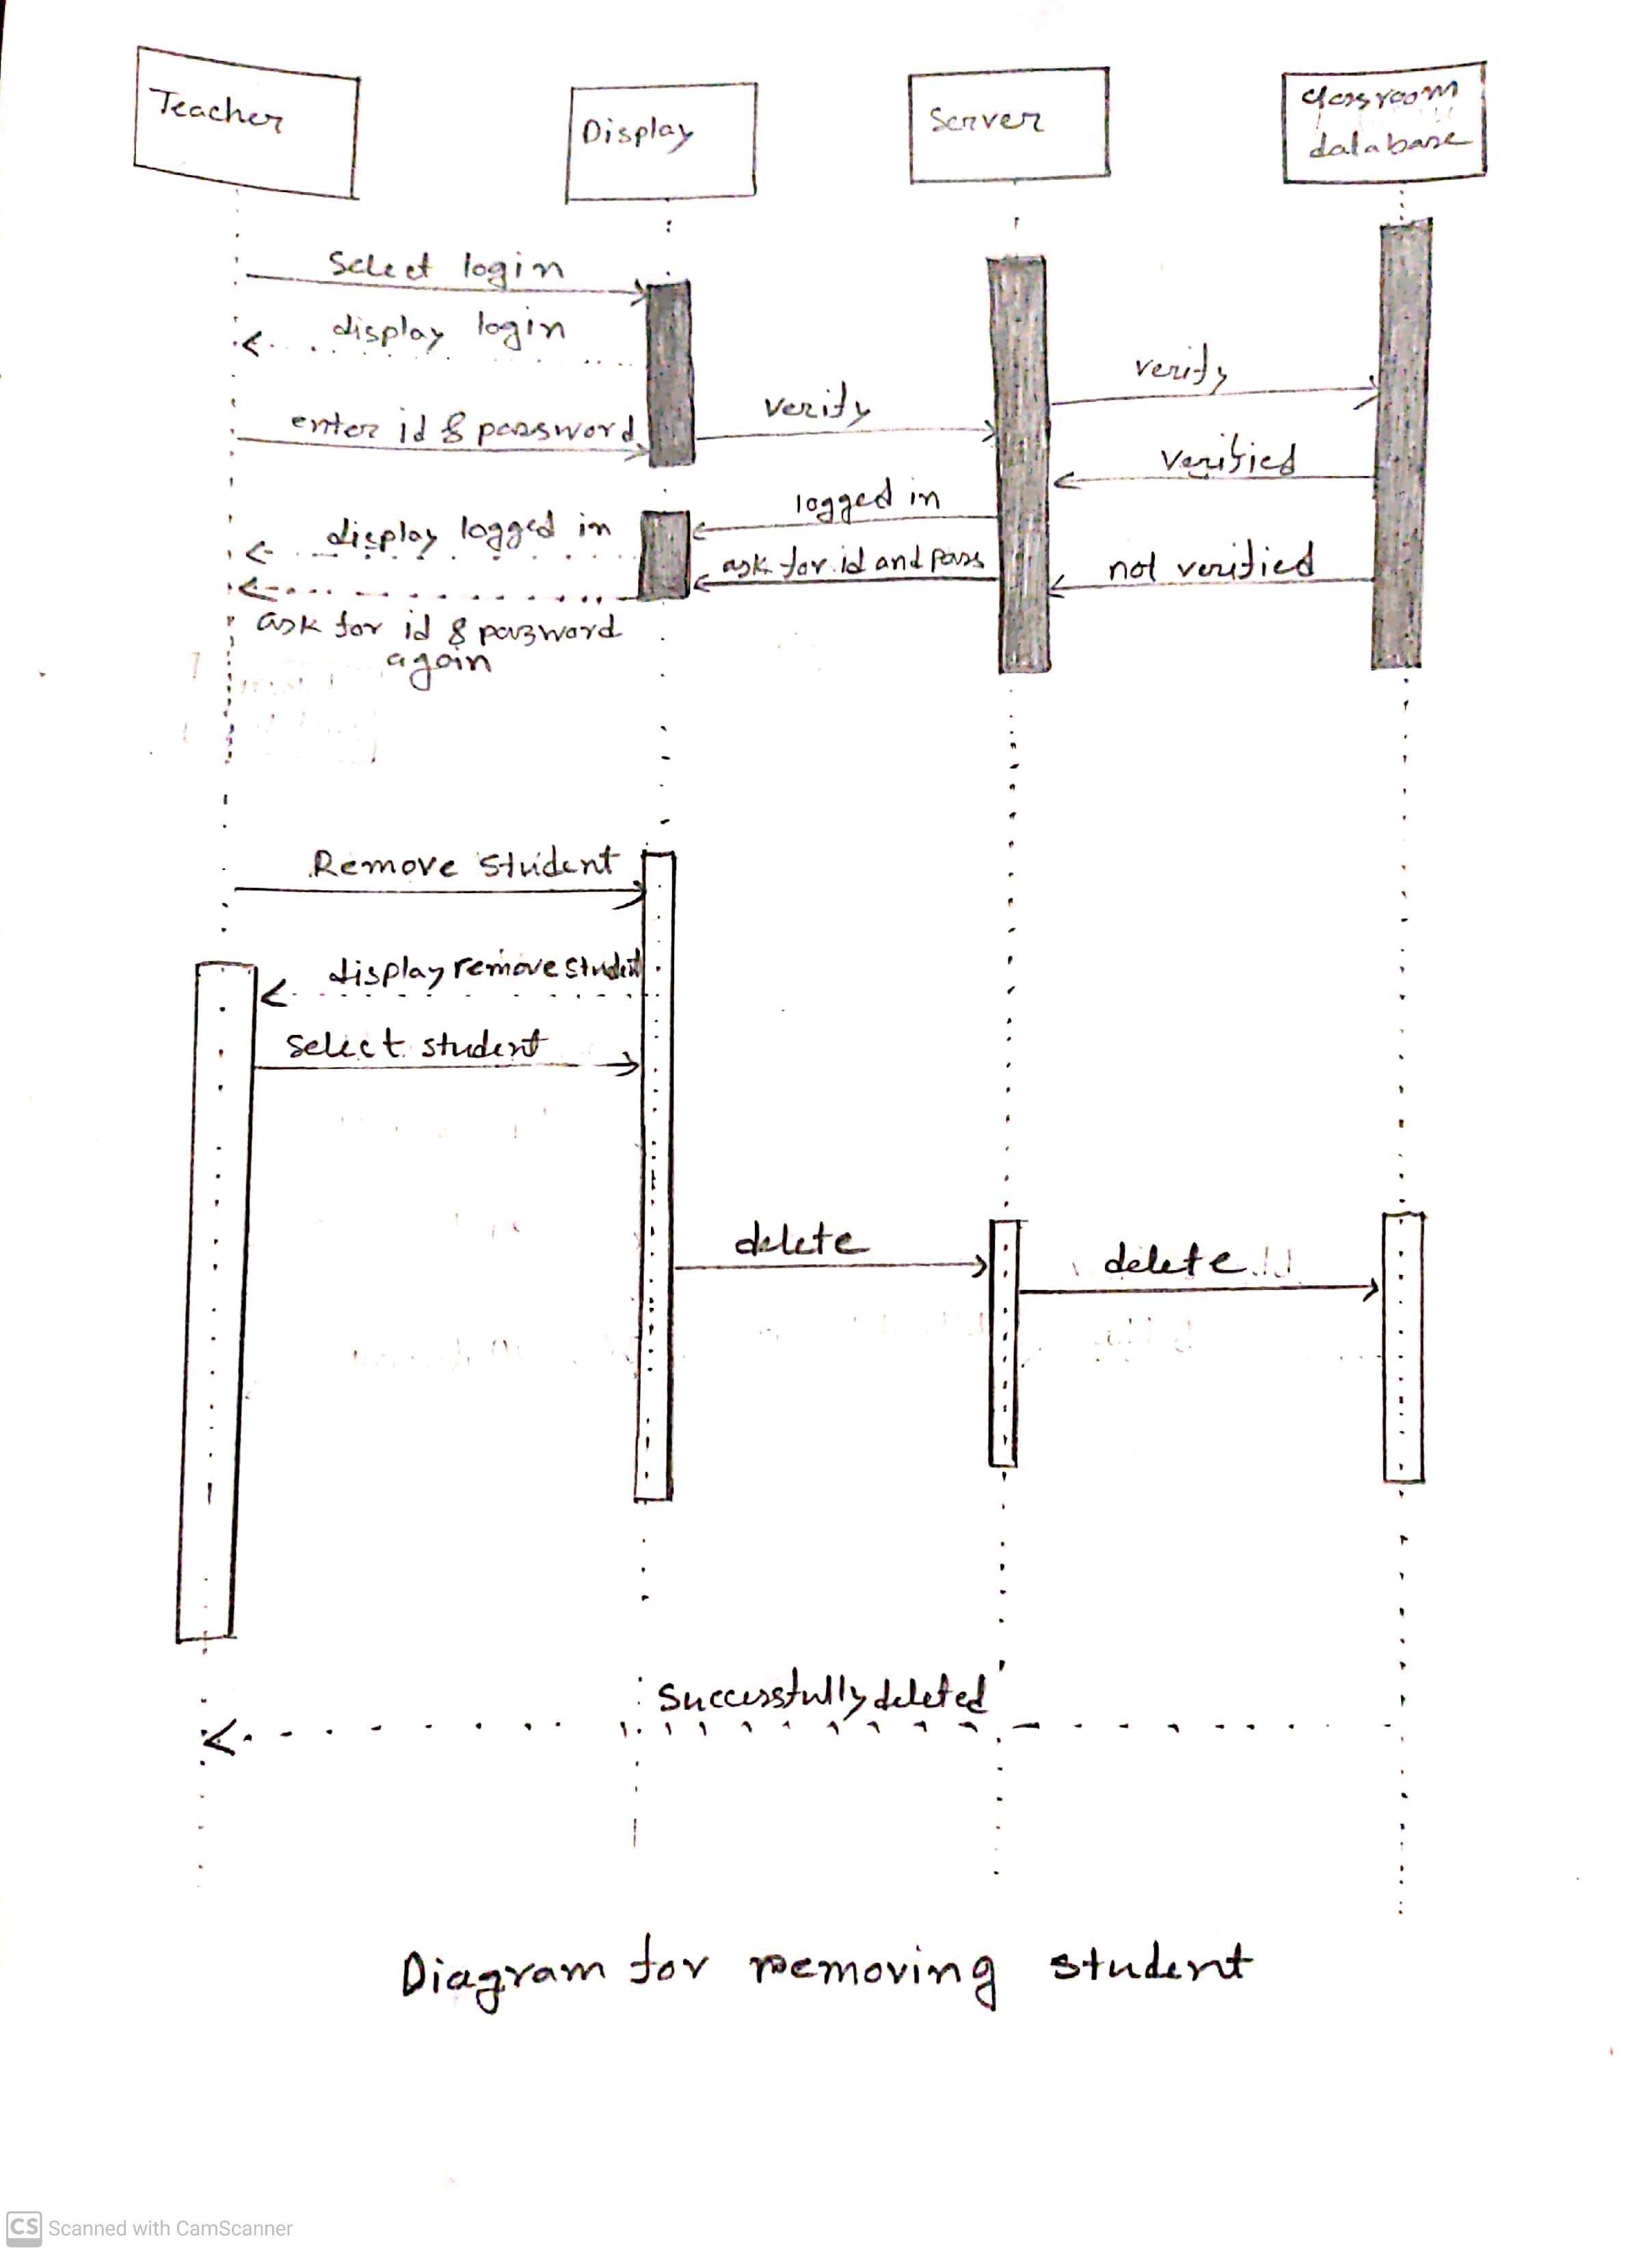 Teacher
Display
Server
classroom
database
Select login
display login
verify
verify
enter id & password
verified
logged in
display logged in
ask for id and pass
not verified
ask for id & password
again
Remove student
display remove student
select student
delete
delete
Successfully deleted
Diagram for removing student
CS Scanned with CamScanner